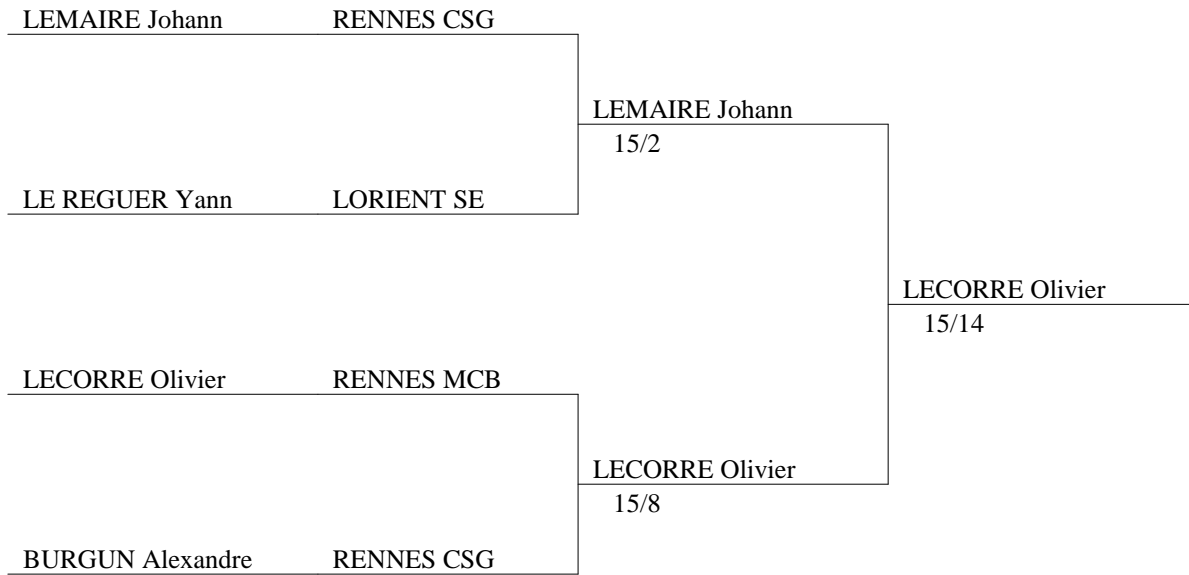 LEMAIRE Johann RENNES CSG
LEMAIRE Johann
15/2
LE REGUER Yann LORIENT SE
LECORRE Olivier
15/14
LECORRE Olivier RENNES MCB
LECORRE Olivier
15/8
BURGUN Alexandre RENNES CSG